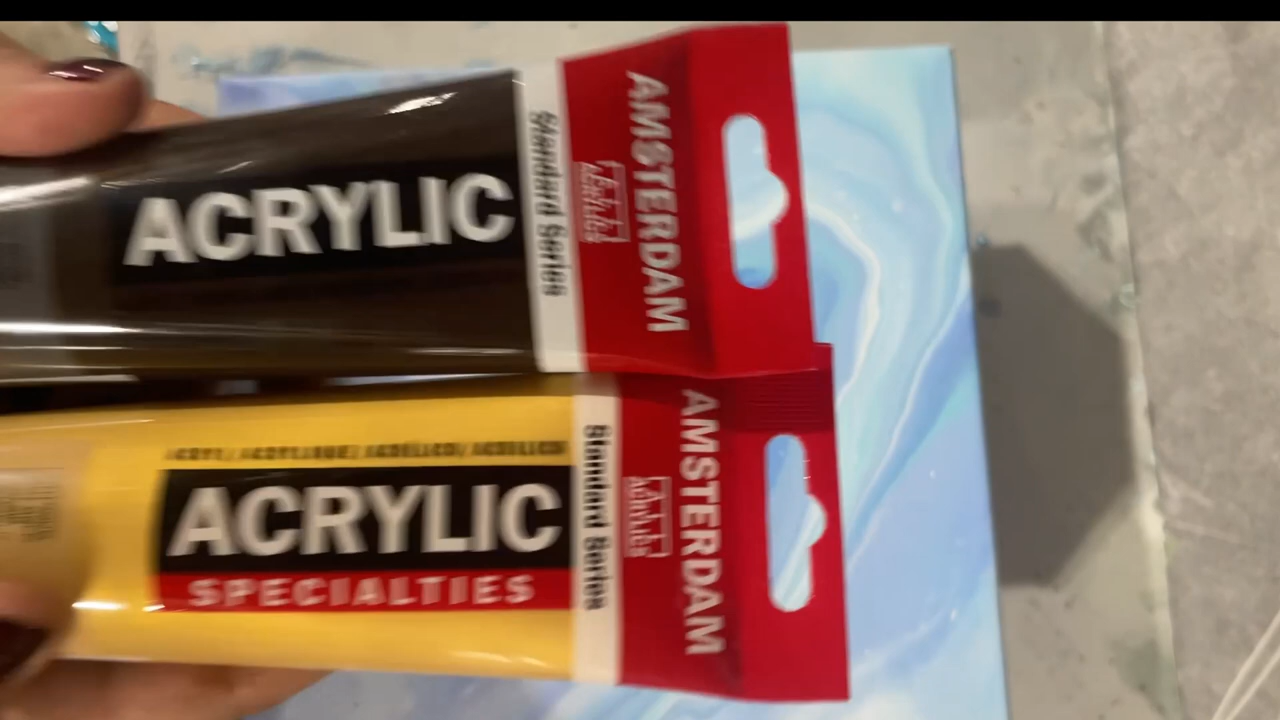 ACRYLIC
Standard Series
AMSTERDAM
ACRYLIC
SPECIALTIES
Standard Series
AMSTERDAM